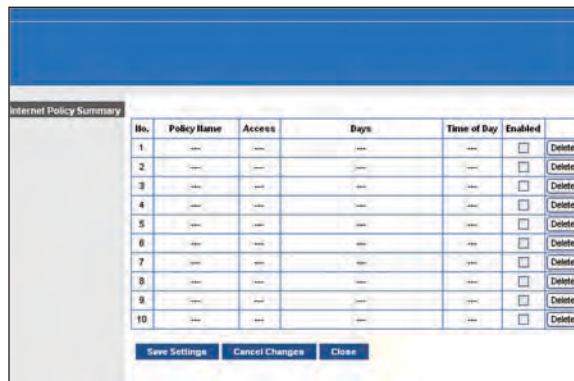 Internet Policy Summary
No. Policy Name Access Days Time of Day Enabled
1 --- --- --- --- Delete
2 --- --- --- --- Delete
3 --- --- --- --- Delete
4 --- --- --- --- Delete
5 --- --- --- --- Delete
6 --- --- --- --- Delete
7 --- --- --- --- Delete
8 --- --- --- --- Delete
9. --- --- --- --- Delete
10. --- --- --- --- Delete
Save Settings Cancel Changes Close